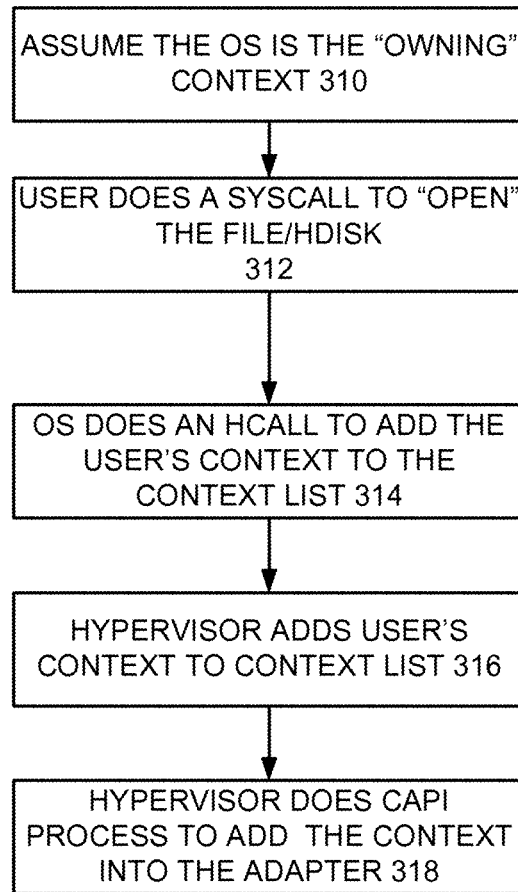 ASSUME THE OS IS THE “OWNING”
CONTEXT 310
USER DOES A SYSCALL TO “OPEN”
THE FILE/HDISK
312
OS DOES AN HCALL TO ADD THE
USER’S CONTEXT TO THE
CONTEXT LIST 314
HYPERVISOR ADDS USER’S
CONTEXT TO CONTEXT LIST 316
HYPERVISOR DOES CAPI
PROCESS TO ADD THE CONTEXT
INTO THE ADAPTER 318